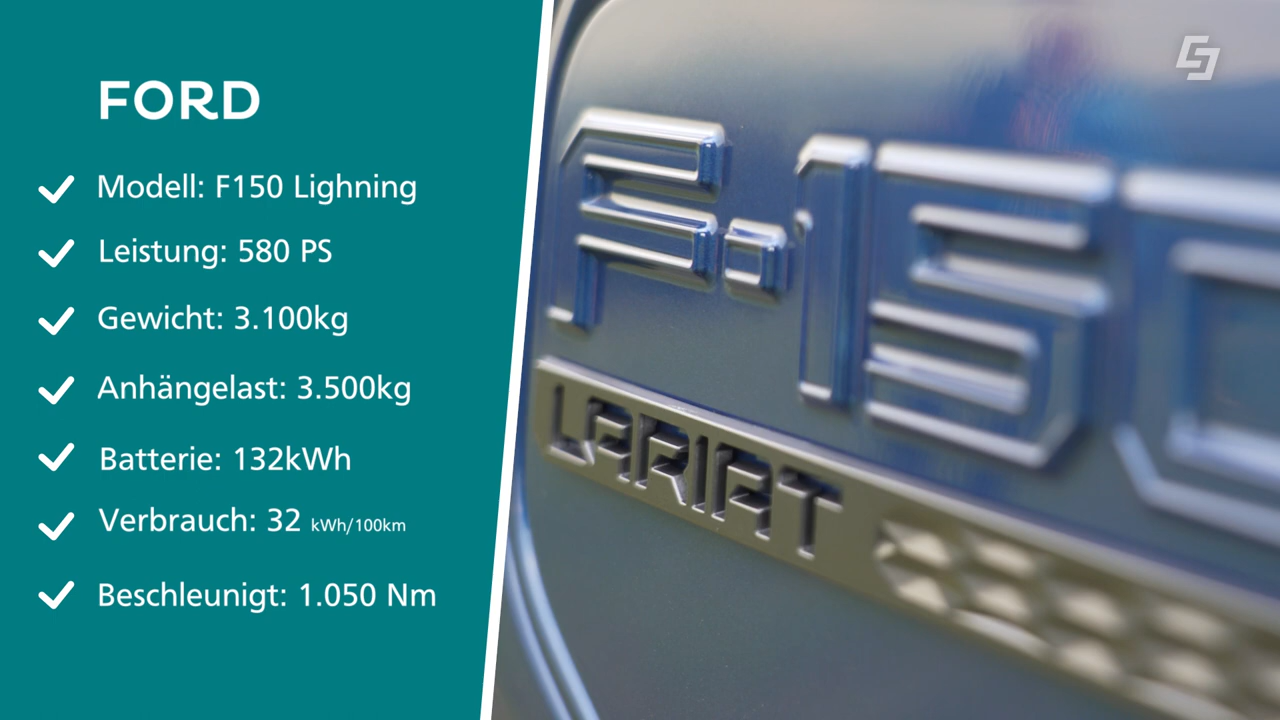 FORD
Modell: F150 Lighning
Leistung: 580 PS
Gewicht: 3.100kg
Anhängelast: 3.500kg
Batterie: 132kWh
Verbrauch: 32 kWh/100km
Beschleunigt: 1.050 Nm
F-150
LARIAT